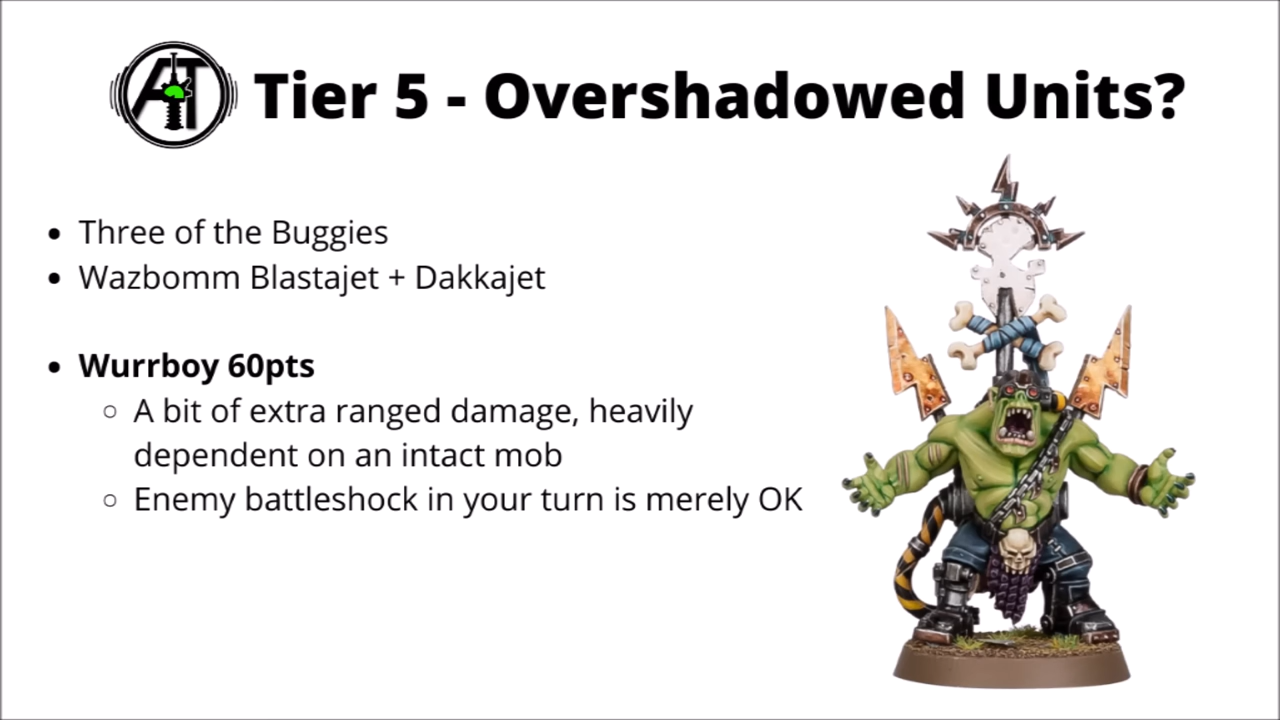 AT
Tier 5 - Overshadowed Units?
Three of the Buggies
Wazbomm Blastajet + Dakkajet
Wurrboy 60pts
A bit of extra ranged damage, heavily
dependent on an intact mob
Enemy battleshock in your turn is merely OK